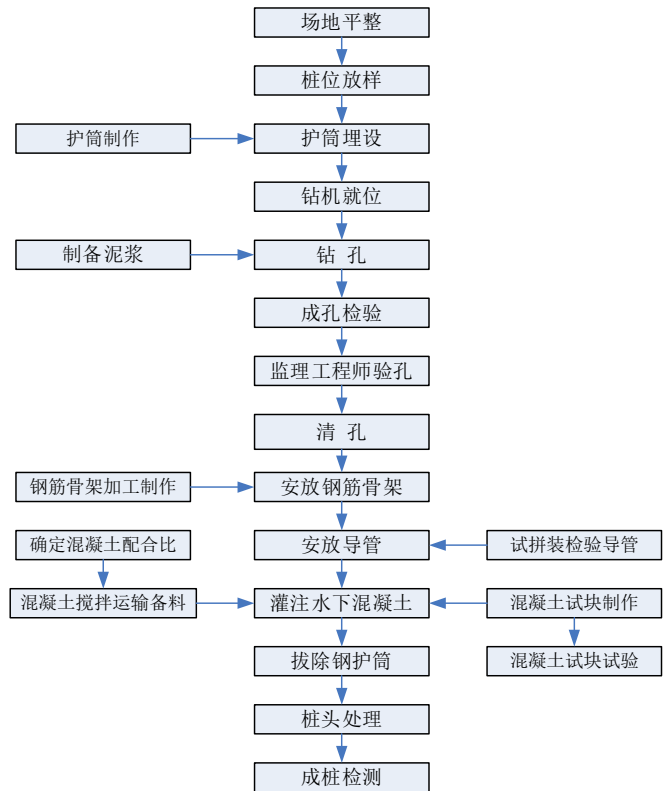 场地平整
桩位放样
护筒制作
护筒埋设
钻机就位
制备泥浆
钻 孔
成孔检验
监理工程师验孔
清 孔
钢筋骨架加工制作
安放钢筋骨架
确定混凝土配合比
安放导管
试拼装检验导管
混凝土搅拌运输备料
灌注水下混凝土
混凝土试块制作
拔除钢护筒
混凝土试块试验
桩头处理
成桩检测